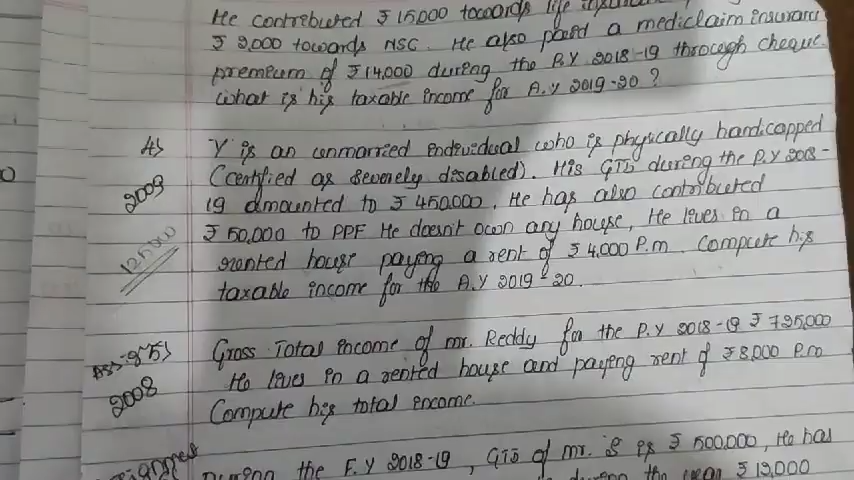 He contributed ₹ 15,000 towards life
₹ 2,000 towards NSC. He also paid a mediclaim insuranc
premium of ₹ 14,000 during the P.Y 2018-19 through cheque.
what is his taxable income for A.Y 2019-20?
4) Y is an unmarried individual who is physically handicapped
(certified as severely disabled). His GTI during the P.Y 2018-
2009
19 amounted to ₹ 450,000. He has also contributed
₹ 50,000 to PPF He doesn't own any house, He lives in a
125000
rented house paying a rent of ₹ 4,000 P.m. Compute his
taxable income for the A.Y 2019-20.
5) Gross Total income of mr. Reddy for the P.Y 2018-19 ₹ 725,000
He lives in a rented house and paying rent of ₹ 8,000 P.m
2008
Compute his total income.
During the F.Y 2018-19, GTI of mr. S is ₹ 500,000, He has
during the year ₹ 12,000